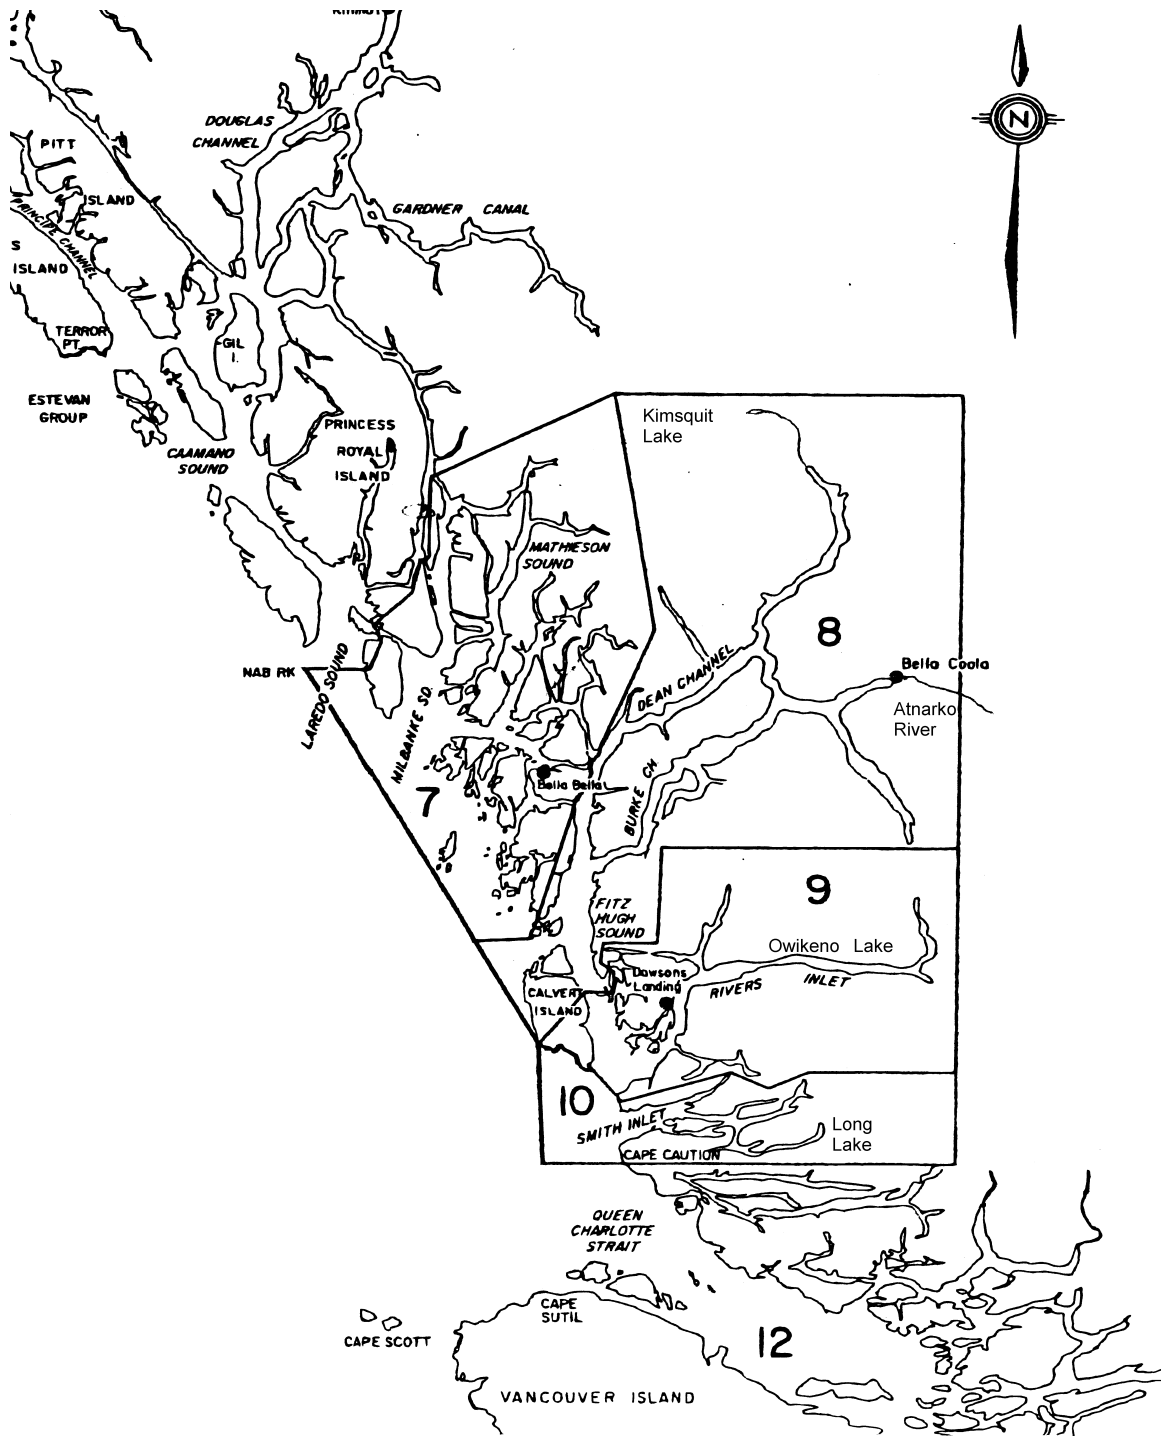 N
DOUGLAS
CHANNEL
PITT
ISLAND
PRINCIPE CHANNEL
GARDNER CANAL
S
ISLAND
TERROR
PT.
GIL
I.
ESTEVAN
GROUP
PRINCESS
ROYAL
ISLAND
CAAMANO
SOUND
Kimsquit
Lake
MATHIESON
SOUND
8
Bella Coola
NAB RK
LAREDO SOUND
MILBANKE SD.
DEAN CHANNEL
Atnarko
River
Bella Bella
7
BURKE CH
9
FITZ
HUGH
SOUND
Owikeno Lake
Dawsons
Landing
RIVERS INLET
CALVERT
ISLAND
10
SMITH INLET
Long
Lake
CAPE CAUTION
QUEEN
CHARLOTTE
STRAIT
CAPE
SUTIL
CAPE SCOTT
12
VANCOUVER ISLAND